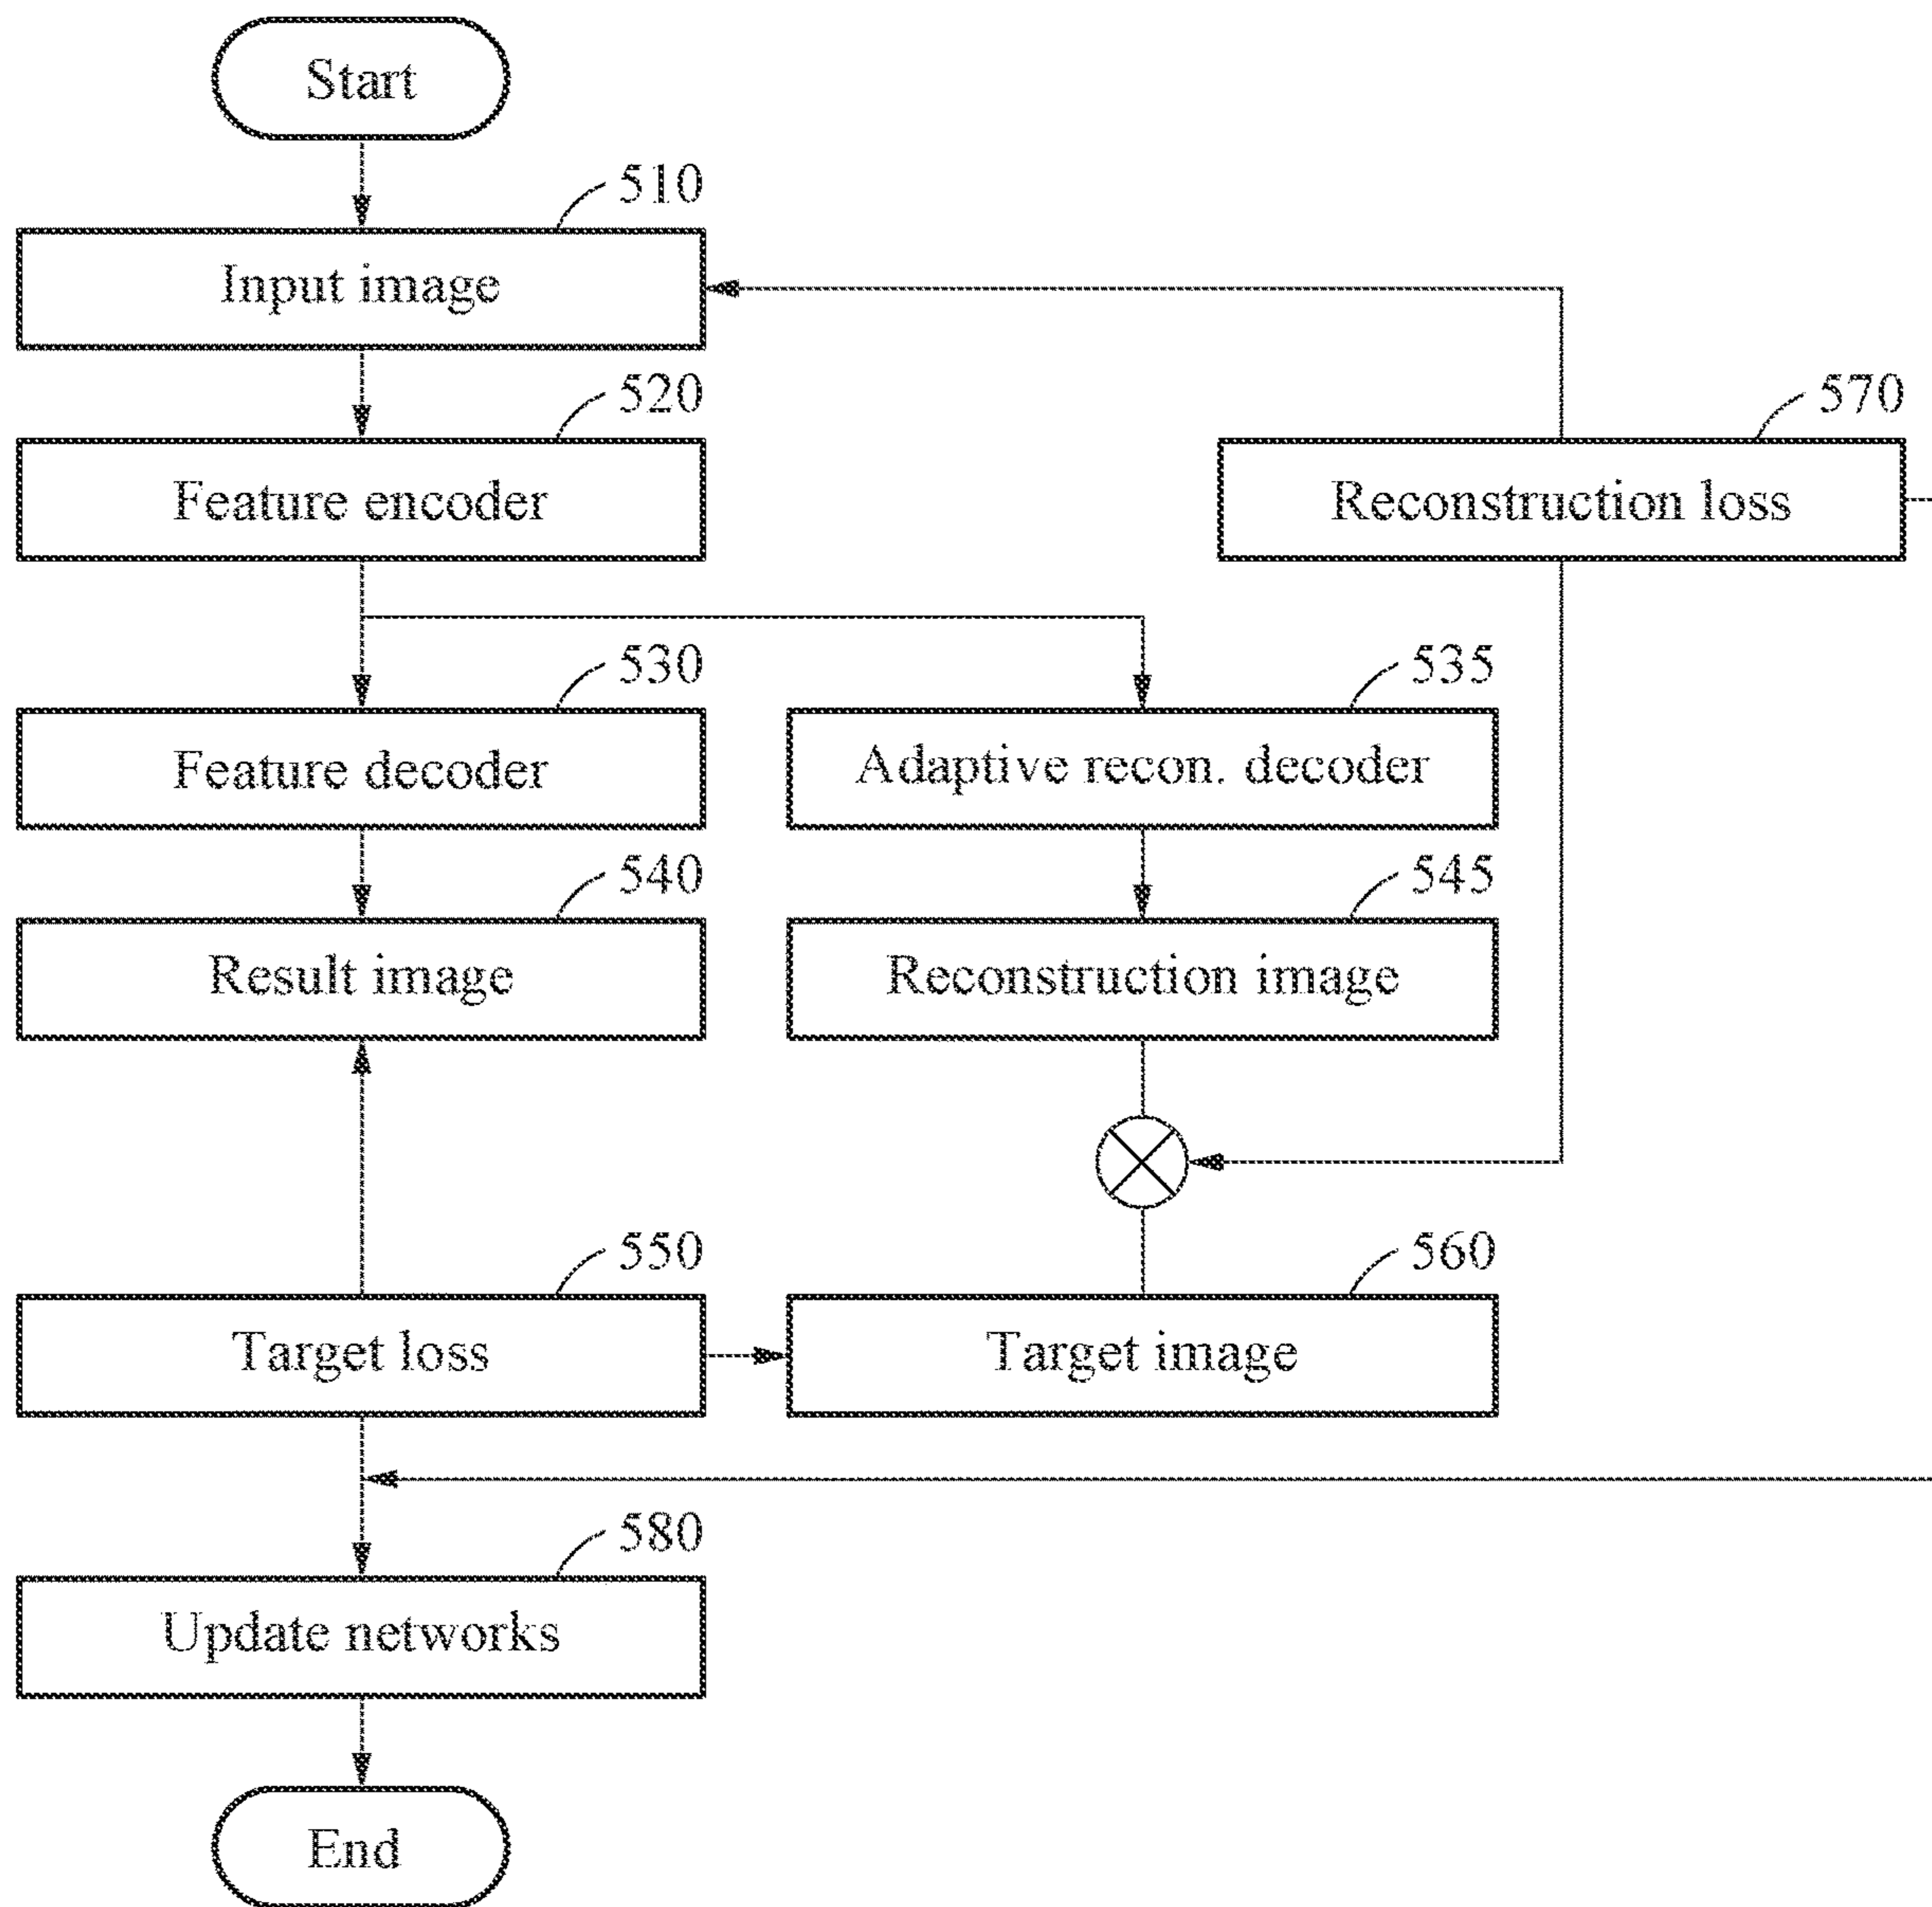 Start
510
Input image
520
570
Feature encoder
Reconstruction loss
530
535
Feature decoder
Adaptive recon. decoder
540
545
Result image
Reconstruction image
550
560
Target loss
Target image
580
Update networks
End